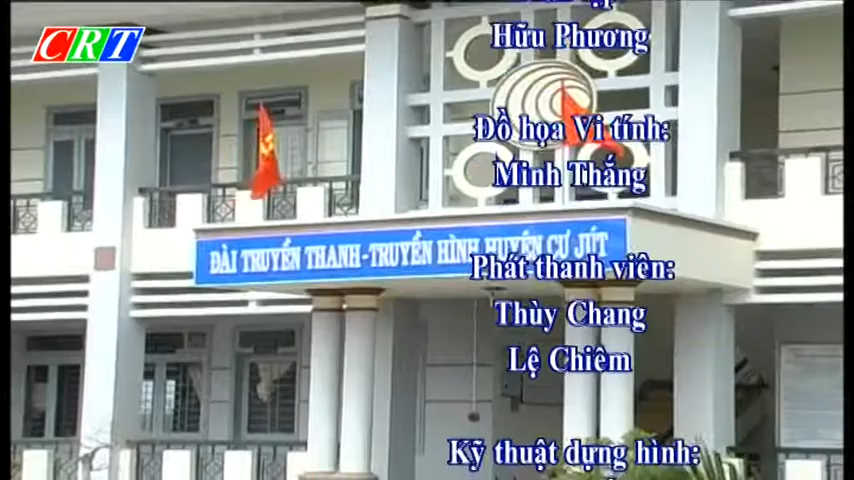 CRT
Hữu Phương
Đồ họa Vi tính:
Minh Thắng
ĐÀI TRUYỀN THANH-TRUYỀN HÌNH HUYỆN CƯ JÚT
Phát thanh viên:
Thùy Chang
Lệ Chiêm
Kỹ thuật dựng hình: